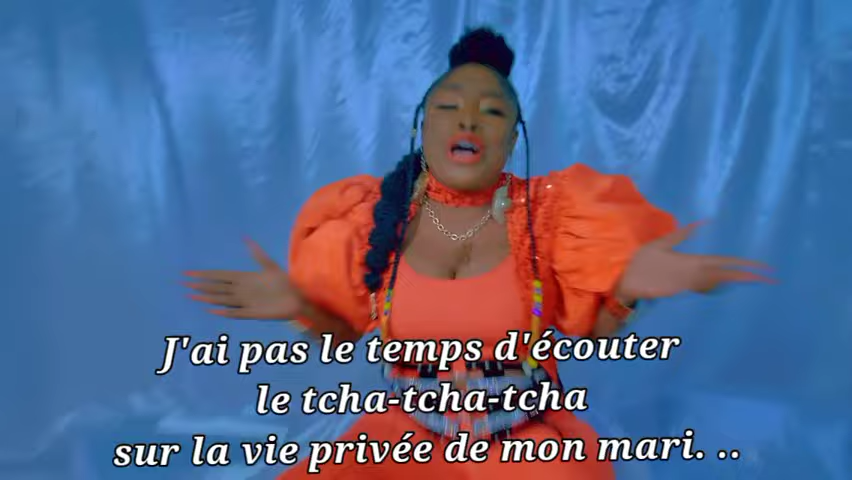 J'ai pas le temps d'écouter
le tcha-tcha-tcha
sur la vie privée de mon mari. ..